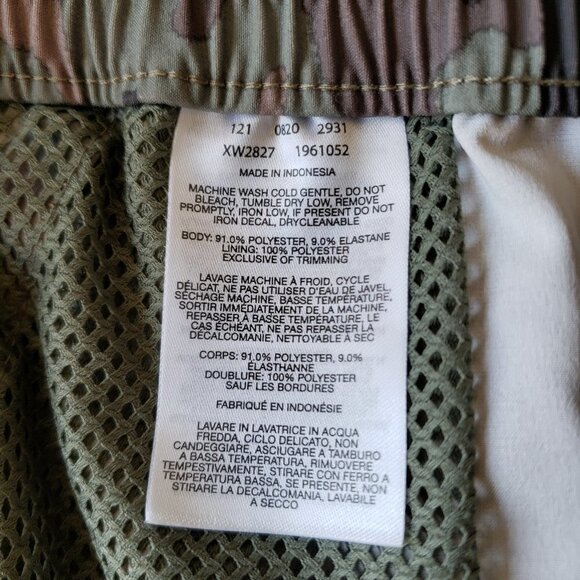 121 0820 2931
XW2827 1961052
MADE IN INDONESIA
MACHINE WASH COLD GENTLE, DO NOT
BLEACH, TUMBLE DRY LOW, REMOVE
PROMPTLY, IRON LOW, IF PRESENT DO NOT
IRON DECAL, DRYCLEANABLE
BODY: 91.0% POLYESTER, 9.0% ELASTANE
LINING: 100% POLYESTER
EXCLUSIVE OF TRIMMING
LAVAGE MACHINE À FROID, CYCLE
DÉLICAT, NE PAS UTILISER D'EAU DE JAVEL,
SÉCHAGE MACHINE, BASSE TEMPÉRATURE,
SORTIR IMMÉDIATEMENT DE LA MACHINE,
REPASSER À BASSE TEMPÉRATURE, LE
CAS ÉCHÉANT, NE PAS REPASSER LA
DÉCALCOMANIE, NETTOYABLE À SEC
CORPS: 91.0% POLYESTER, 9.0%
ÉLASTHANNE
DOUBLURE: 100% POLYESTER
SAUF LES BORDURES
FABRIQUÉ EN INDONÉSIE
LAVARE IN LAVATRICE IN ACQUA
FREDDA, CICLO DELICATO, NON
CANDEGGIARE, ASCIUGARE A TAMBURO
A BASSA TEMPERATURA, RIMUOVERE
TEMPESTIVAMENTE, STIRARE CON FERRO A
TEMPERATURA BASSA, SE PRESENTE NON
STIRARE LA DECALCOMANIA, LAVABILE
A SECCO